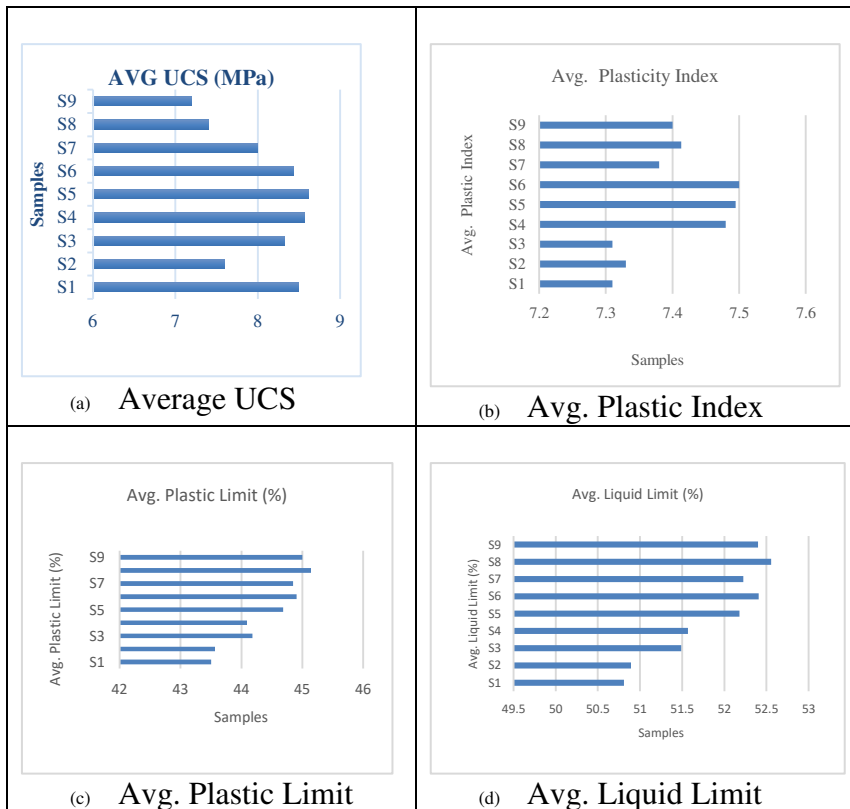 AVG UCS (MPa)
Samples
S9
S8
S7
S6
S5
S4
S3
S2
S1
6 7 8 9
(a) Average UCS
Avg. Plasticity Index
Avg. Plastic Index
S9
S8
S7
S6
S5
S4
S3
S2
S1
7.2 7.3 7.4 7.5 7.6
Samples
(b) Avg. Plastic Index
Avg. Plastic Limit (%)
Avg. Plastic Limit (%)
S9
S7
S5
S3
S1
42 43 44 45 46
Samples
(c) Avg. Plastic Limit
Avg. Liquid Limit (%)
Avg. Liquid Limit (%)
S9
S8
S7
S6
S5
S4
S3
S2
S1
49.5 50 50.5 51 51.5 52 52.5 53
Samples
(d) Avg. Liquid Limit